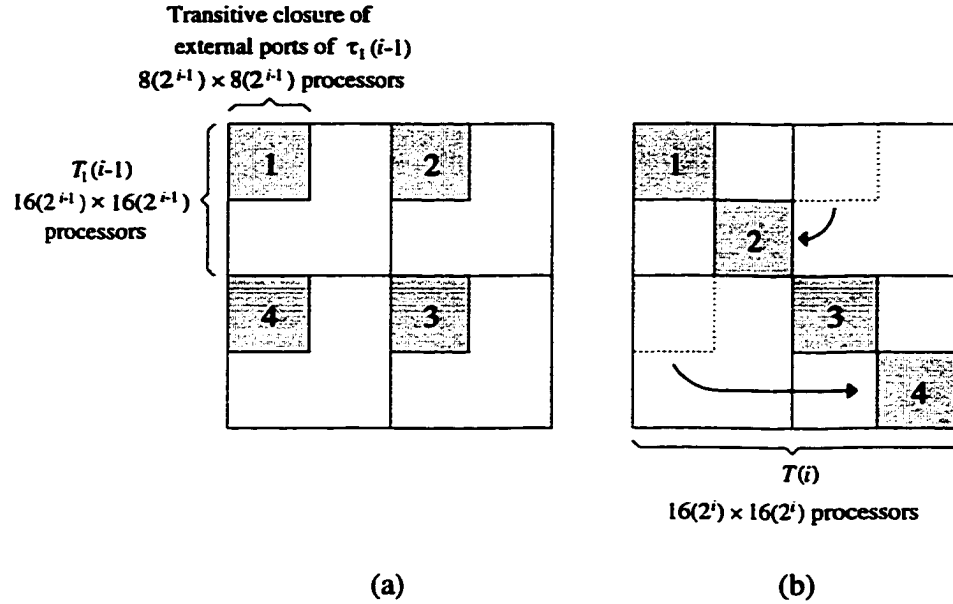 Transitive closure of
external ports of τ₁(i-1)
8(2^{i-1}) × 8(2^{i-1}) processors
T₁(i-1)
16(2^{i-1}) × 16(2^{i-1})
processors
1
2
4
3
1
2
3
4
T(i)
16(2^i) × 16(2^i) processors
(a)
(b)